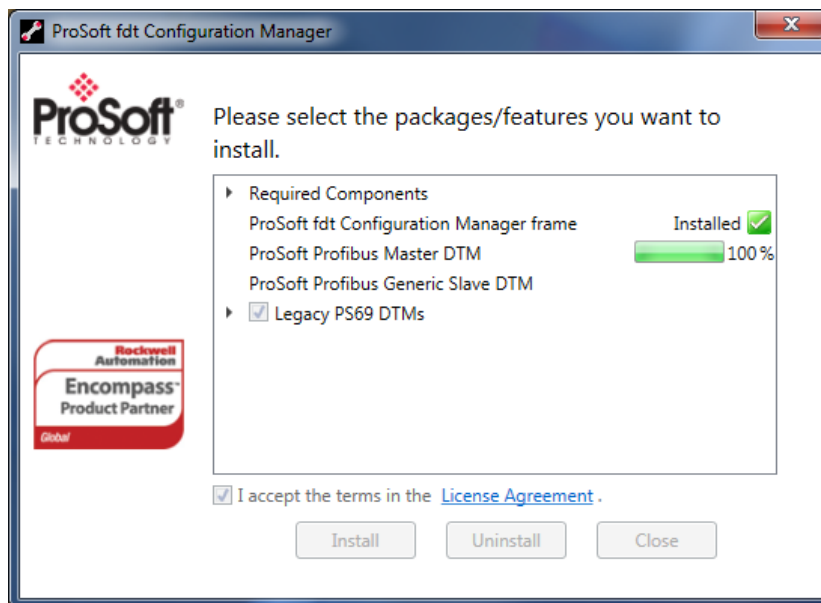 ProSoft fdt Configuration Manager
ProSoft®
TECHNOLOGY
Please select the packages/features you want to
install.
Required Components
ProSoft fdt Configuration Manager frame Installed
ProSoft Profibus Master DTM 100 %
ProSoft Profibus Generic Slave DTM
Legacy PS69 DTMs
Rockwell
Automation
Encompass™
Product Partner
Global
I accept the terms in the License Agreement .
Install Uninstall Close